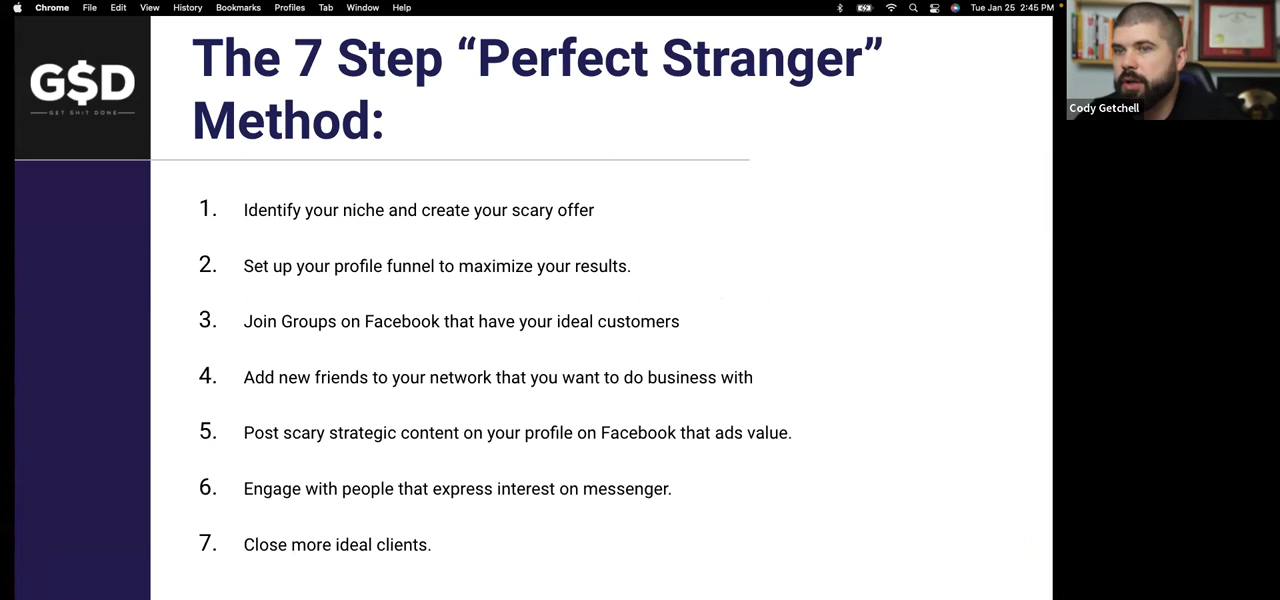 Chrome File Edit View History Bookmarks Profiles Tab Window Help Tue Jan 25 2:45 PM
G$D
GET SHIT DONE
The 7 Step “Perfect Stranger”
Method:
Cody Getchell
1. Identify your niche and create your scary offer
2. Set up your profile funnel to maximize your results.
3. Join Groups on Facebook that have your ideal customers
4. Add new friends to your network that you want to do business with
5. Post scary strategic content on your profile on Facebook that ads value.
6. Engage with people that express interest on messenger.
7. Close more ideal clients.